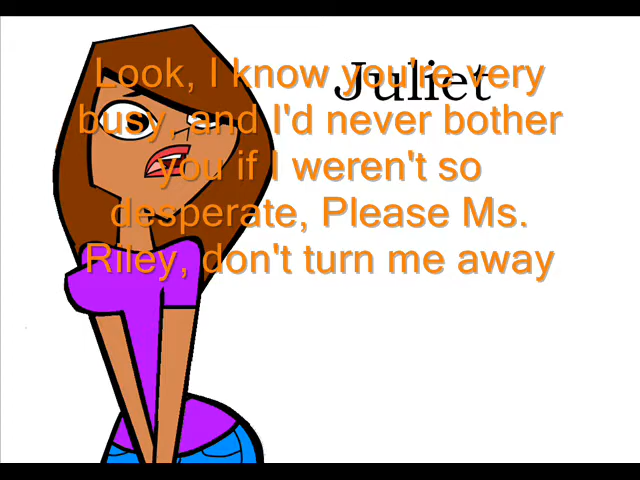 Juliet
Look, I know you're very
busy, and I'd never bother
you if I weren't so
desperate, Please Ms.
Riley, don't turn me away